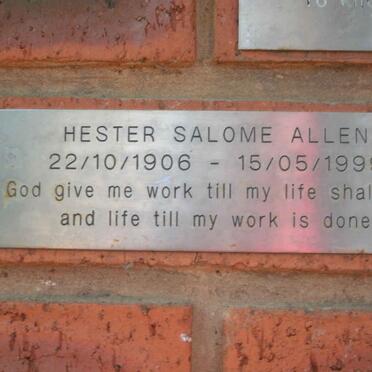 HESTER SALOME ALLEN
22/10/1906 - 15/05/1999
God give me work till my life shal
and life till my work is done